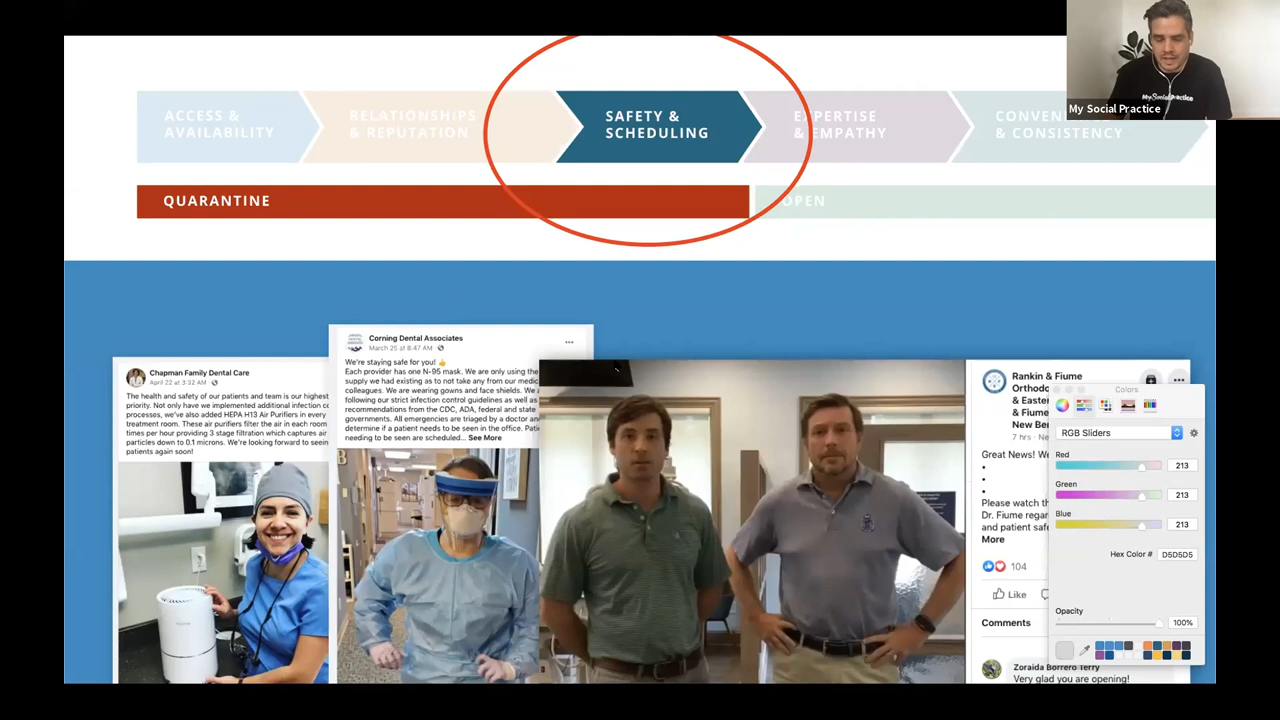 My Social Practice
My Social Practice
ACCESS &
AVAILABILITY
RELATIONSHIPS
& REPUTATION
SAFETY &
SCHEDULING
EXPERTISE
& EMPATHY
CONVEN
& CONSISTENCY
QUARANTINE
OPEN
Chapman Family Dental Care
April 22 at 3:32 AM
The health and safety of our patients and team is our highest
priority. Not only have we implemented additional infection co
processes, we've also added HEPA H13 Air Purifiers in every
treatment room. These air purifiers filter the air in each room
times per hour providing 3 stage filtration which captures air
particles down to 0.1 microns. We're looking forward to seein
patients again soon!
Corning Dental Associates
March 25 at 8:47 AM
We're staying safe for you! 👍
Each provider has one N-95 mask. We are only using the
supply we had existing as to not take any from our medic
colleagues. We are wearing gowns and face shields. We a
following our strict infection control guidelines as well as
recommendations from the CDC, ADA, federal and state
governments. All emergencies are triaged by a doctor and
determine if a patient needs to be seen in the office. Patie
needing to be seen are scheduled... See More
Rankin & Fiume
Orthodo
& Easter
& Fiume
New Ber
7 hrs · Ne
Great News! We
•
•
•
Please watch th
Dr. Fiume regar
and patient safe
More
104
Like
Comments
Zoraida Borrero Terry
Very glad you are opening!
Colors
RGB Sliders
Red
213
Green
213
Blue
213
Hex Color # D5D5D5
Opacity
100%